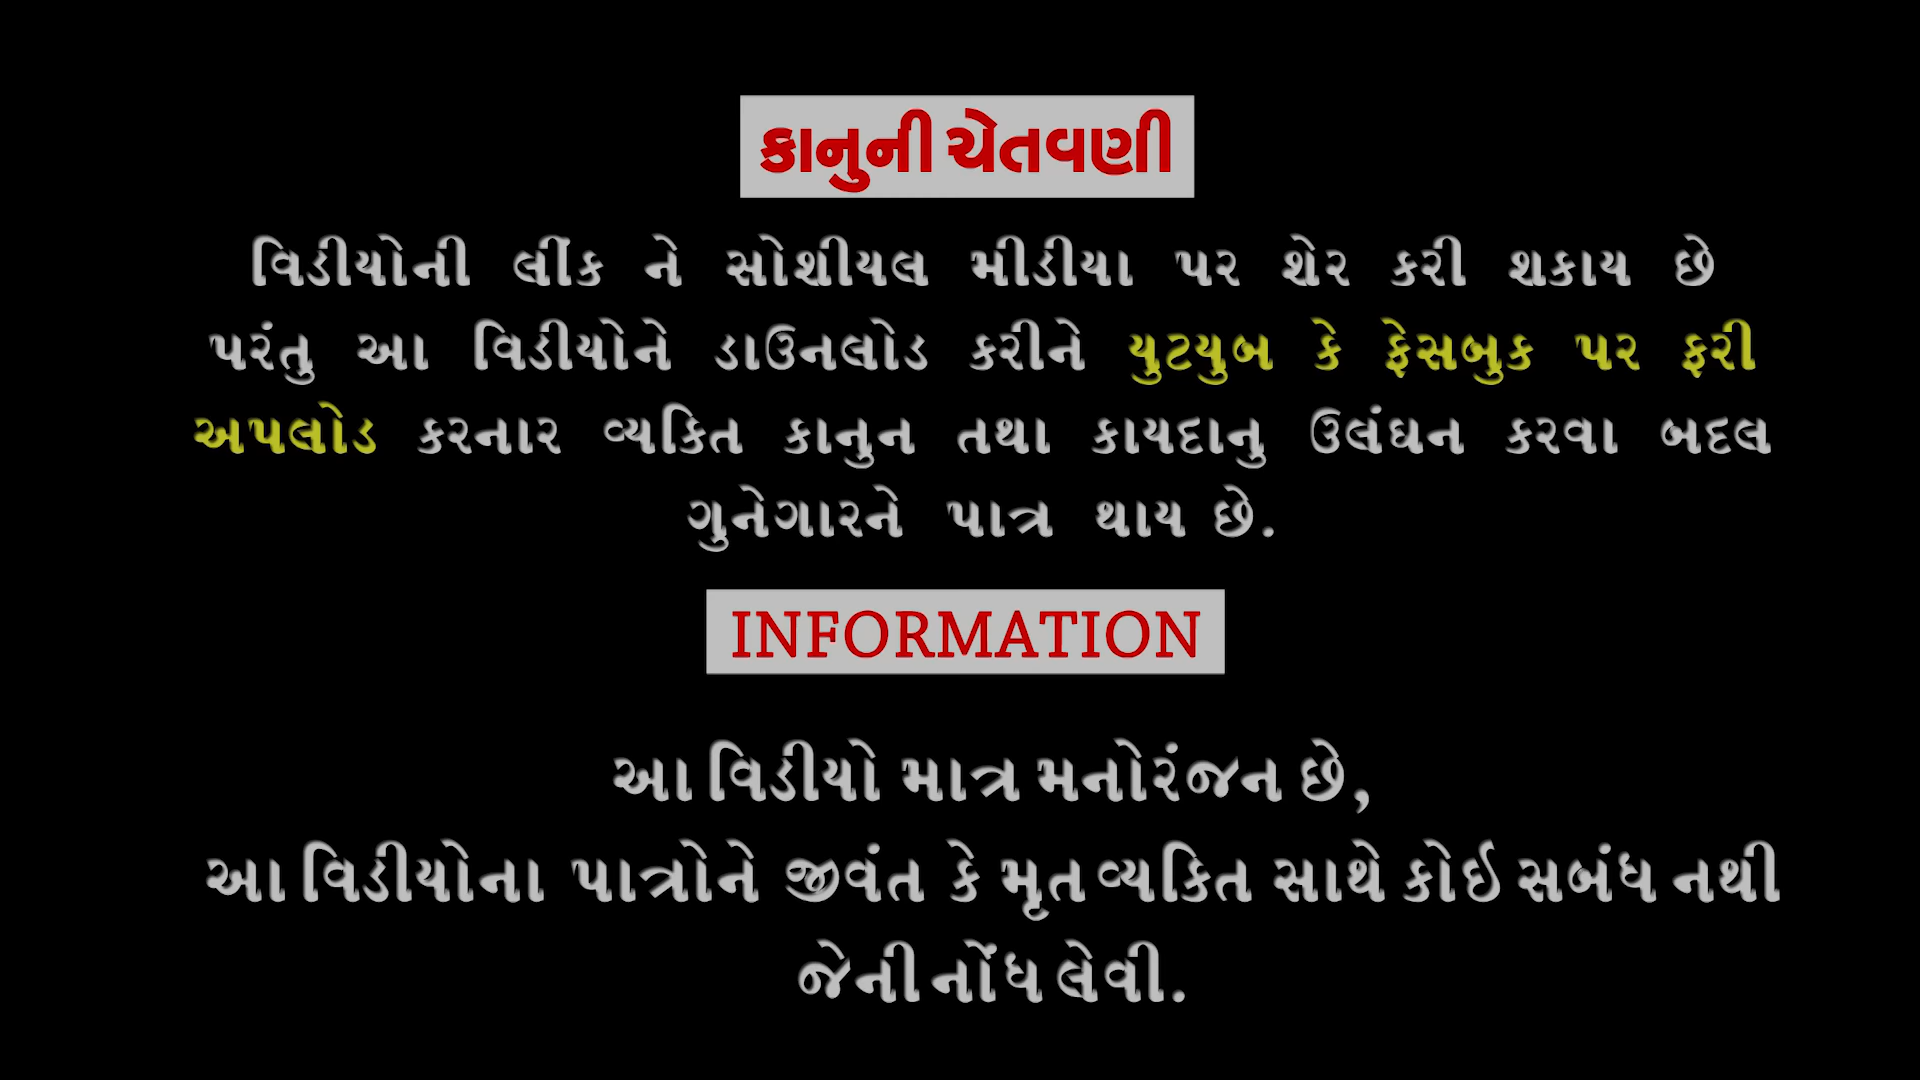 કાનુની ચેતવણી
વિડીયોની લીંક ને સોશીયલ મીડીયા પર શેર કરી શકાય છે
પરંતુ આ વિડીયોને ડાઉનલોડ કરીને યુટયુબ કે ફેસબુક પર ફરી
અપલોડ કરનાર વ્યકિત કાનુન તથા કાયદાનુ ઉલંઘન કરવા બદલ
ગુનેગારને પાત્ર થાય છે.
INFORMATION
આ વિડીયો માત્ર મનોરંજન છે,
આ વિડીયોના પાત્રોને જીવંત કે મૃત વ્યકિત સાથે કોઈ સબંધ નથી
જેની નોંધ લેવી.